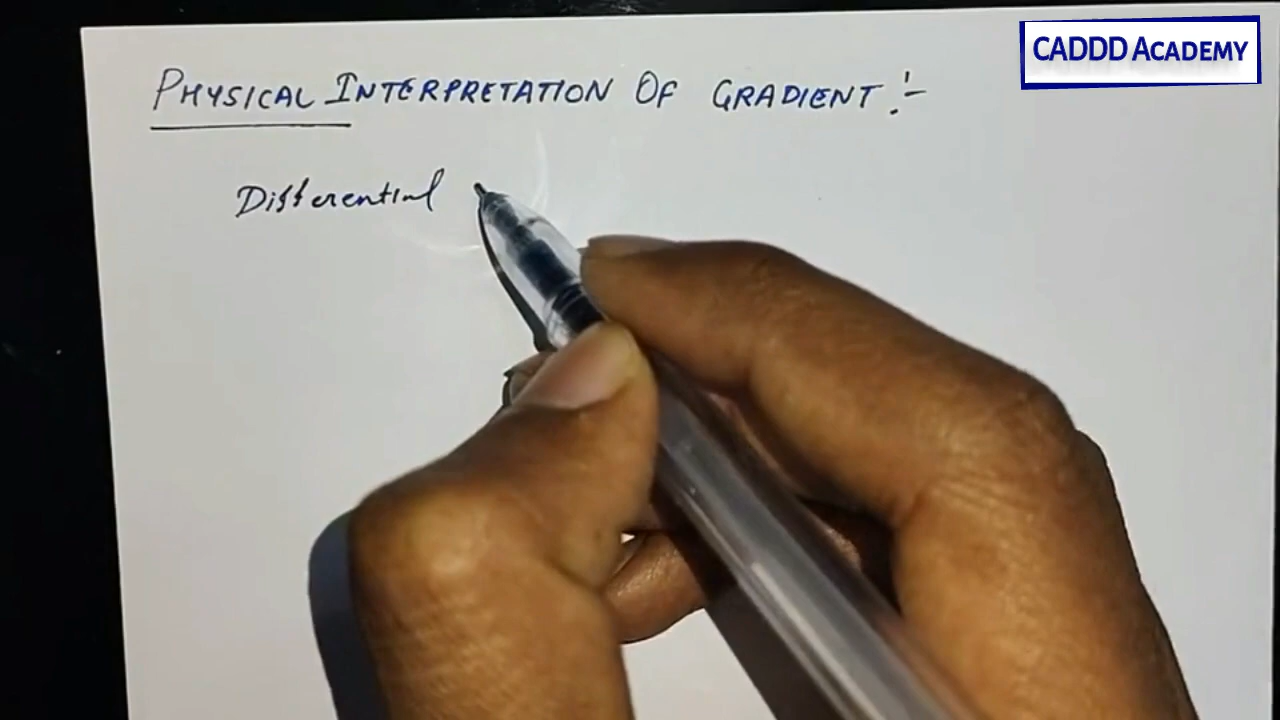 CADDD ACADEMY
PHYSICAL INTERPRETATION OF GRADIENT :-
Differential